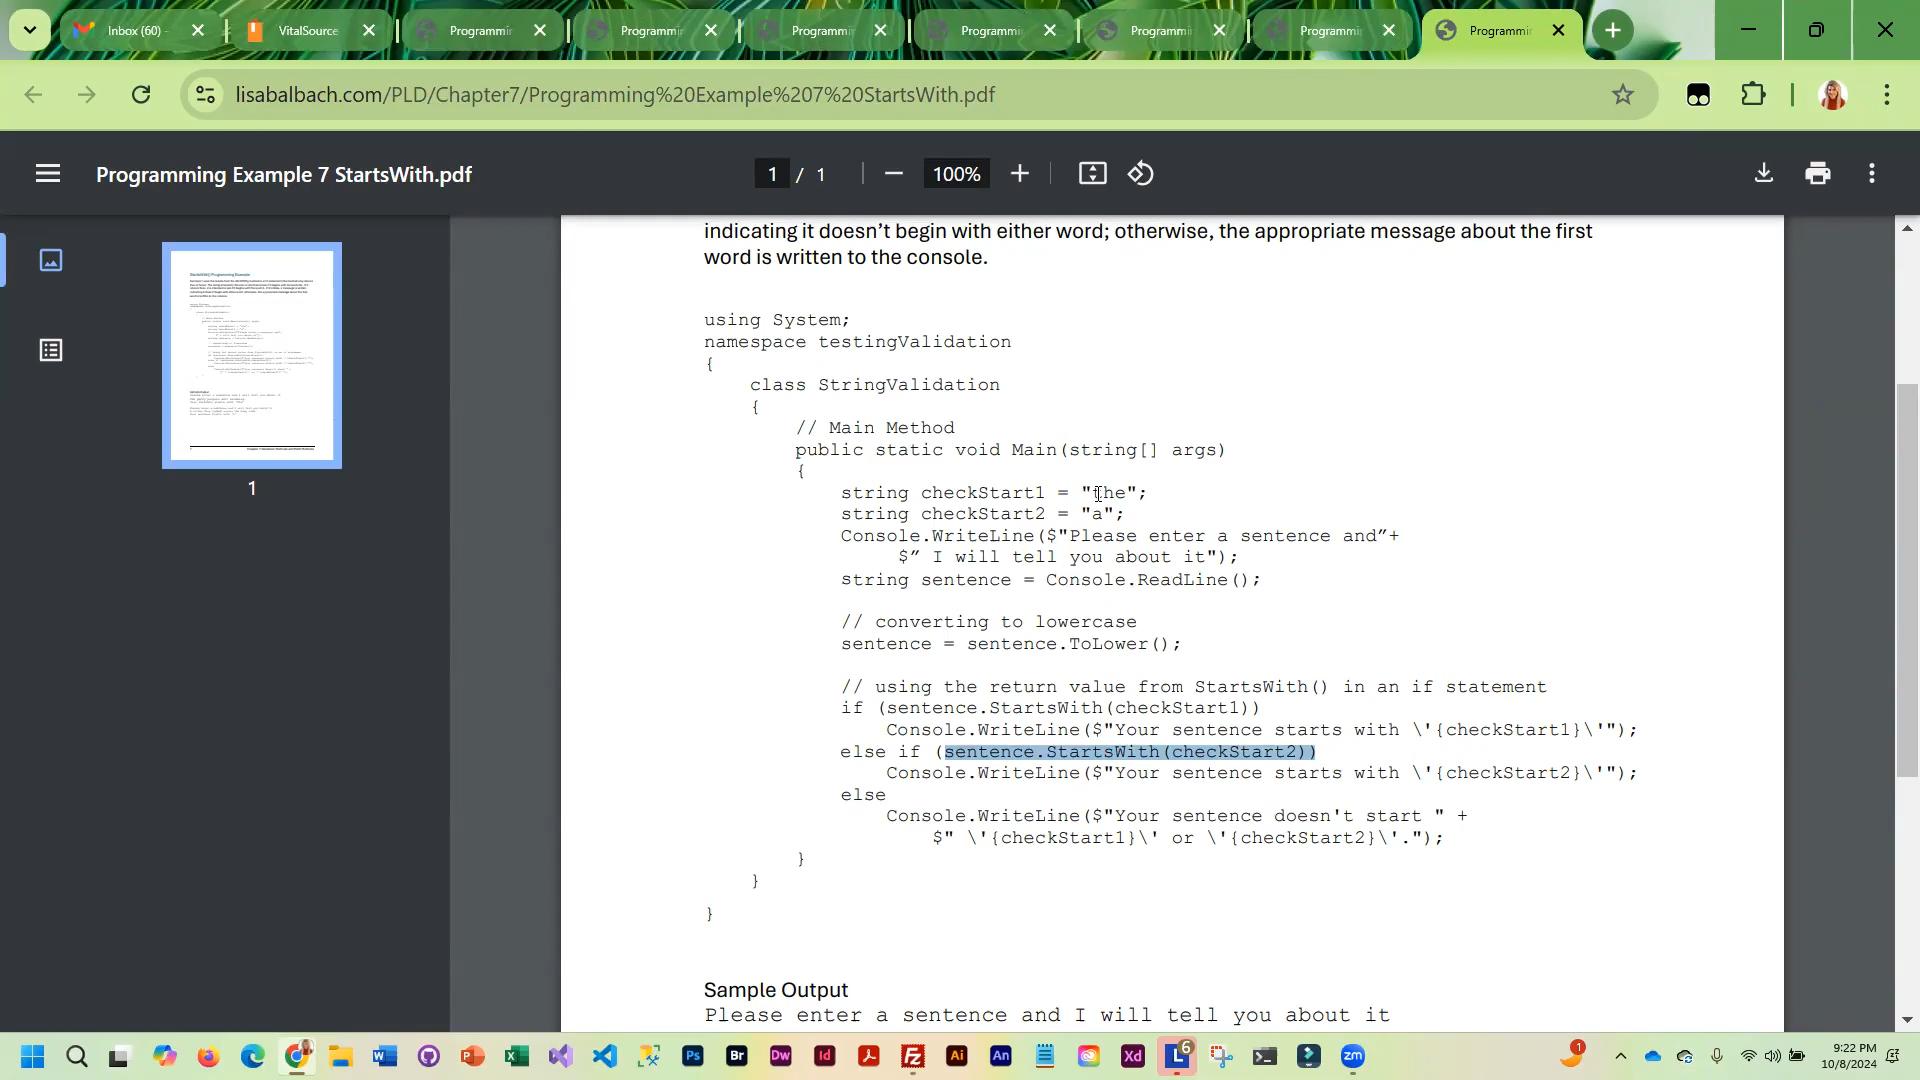 Inbox (60) -
VitalSource
Programmin
Programmin
Programmin
Programmin
Programmin
Programmin
Programmin
lisabalbach.com/PLD/Chapter7/Programming%20Example%207%20StartsWith.pdf
Programming Example 7 StartsWith.pdf
1 / 1
100%
1
indicating it doesn’t begin with either word; otherwise, the appropriate message about the first
word is written to the console.
using System;
namespace testingValidation
{
class StringValidation
{
// Main Method
public static void Main(string[] args)
{
string checkStart1 = "the";
string checkStart2 = "a";
Console.WriteLine($"Please enter a sentence and”+
$” I will tell you about it");
string sentence = Console.ReadLine();
// converting to lowercase
sentence = sentence.ToLower();
// using the return value from StartsWith() in an if statement
if (sentence.StartsWith(checkStart1))
Console.WriteLine($"Your sentence starts with \'{checkStart1}\'");
else if (sentence.StartsWith(checkStart2))
Console.WriteLine($"Your sentence starts with \'{checkStart2}\'");
else
Console.WriteLine($"Your sentence doesn't start " +
$" \'{checkStart1}\' or \'{checkStart2}\'.");
}
}
}
Sample Output
Please enter a sentence and I will tell you about it
9:22 PM
10/8/2024